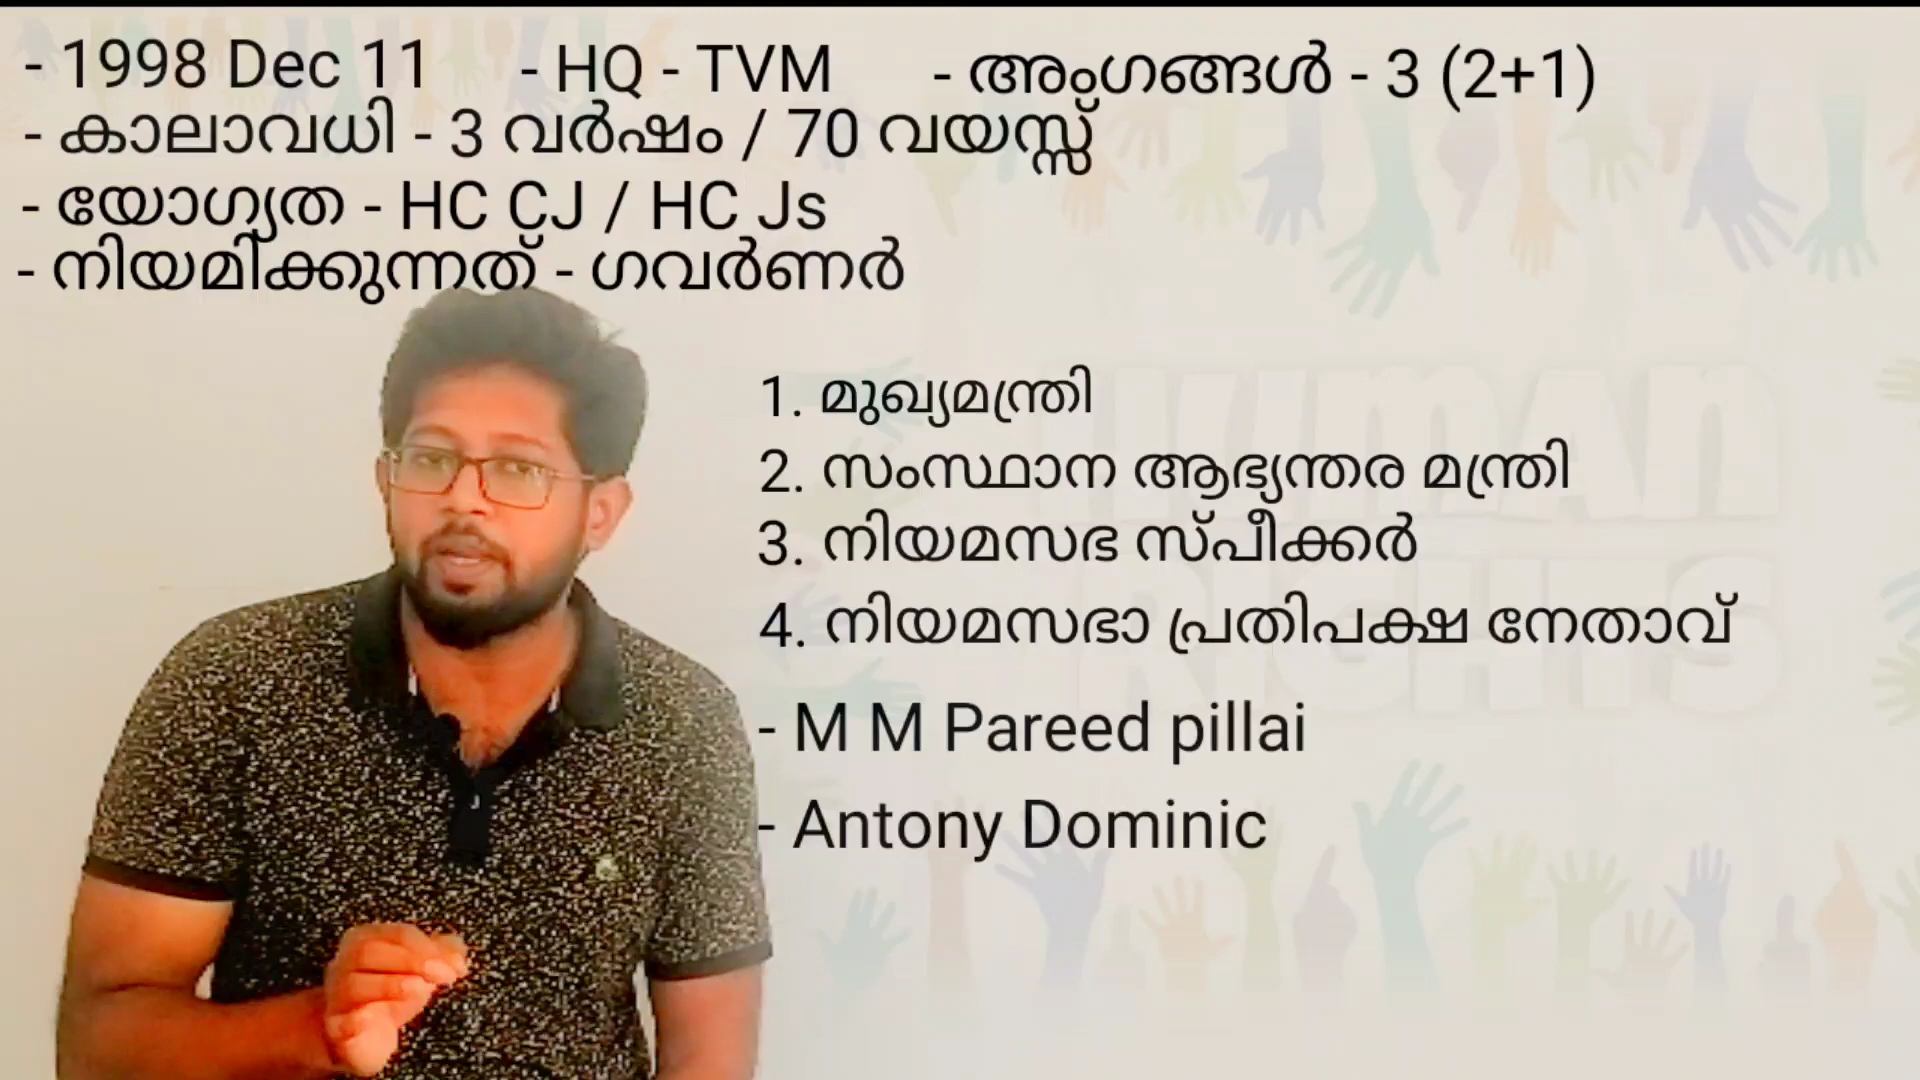 - 1998 Dec 11 - HQ - TVM - അംഗങ്ങൾ - 3 (2+1)
- കാലാവധി - 3 വർഷം / 70 വയസ്സ്
- യോഗ്യത - HC CJ / HC Js
- നിയമിക്കുന്നത് - ഗവർണർ
1. മുഖ്യമന്ത്രി
2. സംസ്ഥാന ആഭ്യന്തര മന്ത്രി
3. നിയമസഭ സ്പീക്കർ
4. നിയമസഭാ പ്രതിപക്ഷ നേതാവ്
- M M Pareed pillai
- Antony Dominic
HUMAN
RIGHTS